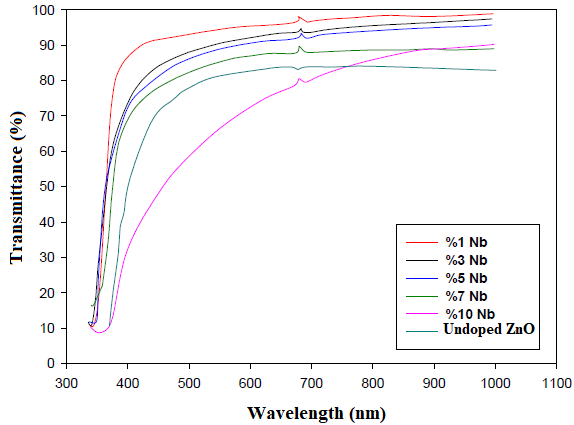 100
90
80
70
60
50
40
30
20
10
0
Transmittance (%)
%1 Nb
%3 Nb
%5 Nb
%7 Nb
%10 Nb
Undoped ZnO
300 400 500 600 700 800 900 1000 1100
Wavelength (nm)